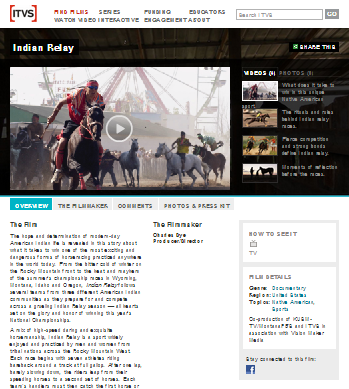 [ITVS]
FIND FILMS SERIES FUNDING EDUCATORS
WATCH VIDEO INTERACTIVE ENGAGEMENT ABOUT
Search ITVS
GO
Indian Relay
SHARE THIS
VIDEOS (4) PHOTOS (8)
What does it take to
win in this unique
Native American
sport.
The rituals and roles
behind Indian relay
races.
Fierce competition
and strong bonds
define Indian relay.
Moments of reflection
before the races.
OVERVIEW THE FILMMAKER COMMENTS PHOTOS & PRESS KIT
The Film
The hope and determination of modern-day
American Indian life is revealed in this story about
what it takes to win one of the most exciting and
dangerous forms of horse racing practiced anywhere
in the world today. From the bitter cold of winter on
the Rocky Mountain front to the heat and mayhem
of the summer's championship races in Wyoming,
Montana, Idaho and Oregon, Indian Relay follows
several teams from three different American Indian
communities as they prepare for and compete
across a grueling Indian Relay season — all hearts
set on the glory and honor of winning this year's
National Championships.
A mix of high-speed daring and exquisite
horsemanship, Indian Relay is a sport widely
enjoyed and practiced by men and women from
tribal nations across the Rocky Mountain West.
Each race begins with seven athletes riding
bareback around a track at full gallop. After one lap,
barely slowing down, the riders leap from their
speeding horses to a second set of horses. Each
team's handlers must then catch the first horse or
The Filmmaker
Charles Dye
Producer/Director
HOW TO SEE IT
TV
FILM DETAILS
Genre: Documentary
Region: United States
Topics: Native American,
Sports
Co-production of KUSM-
TV/MontanaPBS and ITVS in
association with Vision Maker
Media
Stay connected to this film: